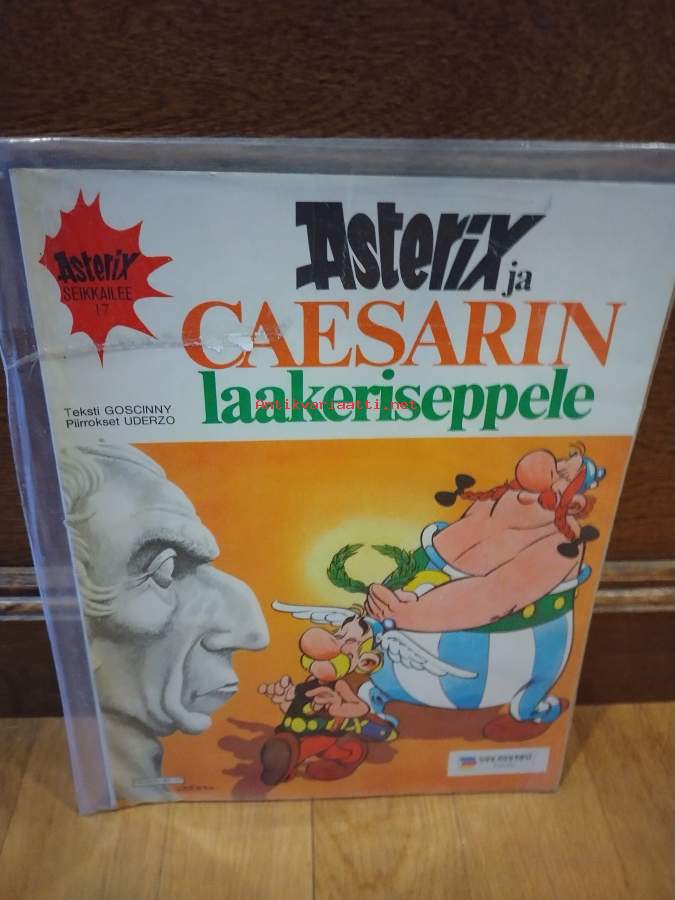 Asterix
SEIKKAILEE
17
Asterix ja
CAESARIN
laakeriseppele
Teksti GOSCINNY
Piirrokset UDERZO
Antikvariaatti.net